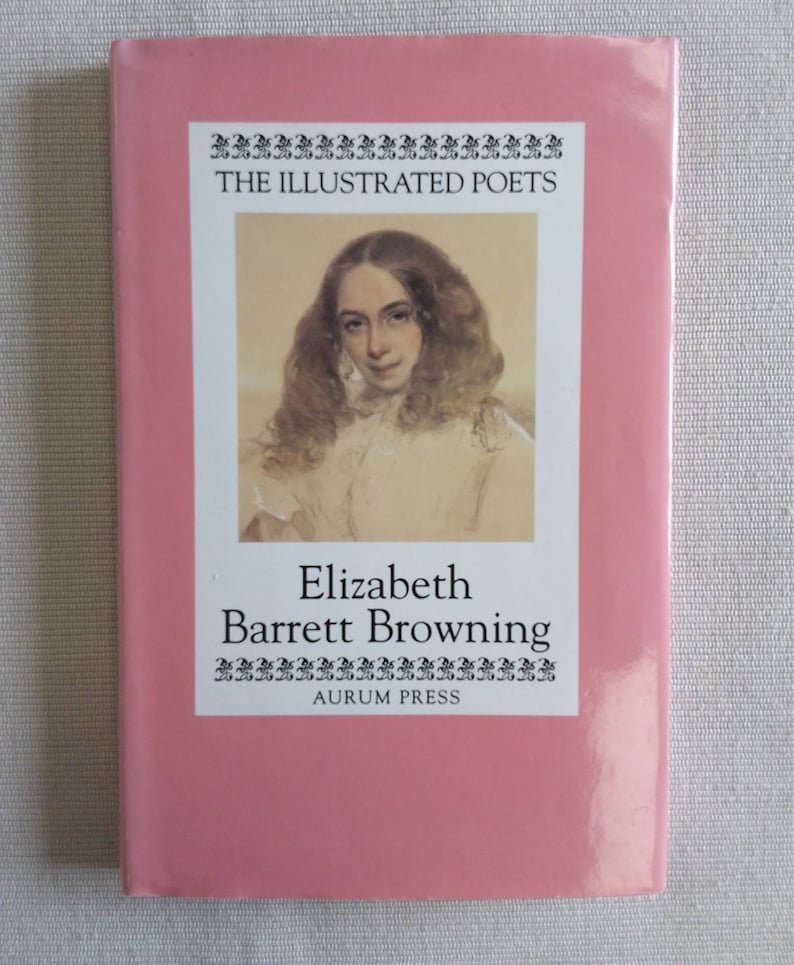 THE ILLUSTRATED POETS
Elizabeth
Barrett Browning
AURUM PRESS